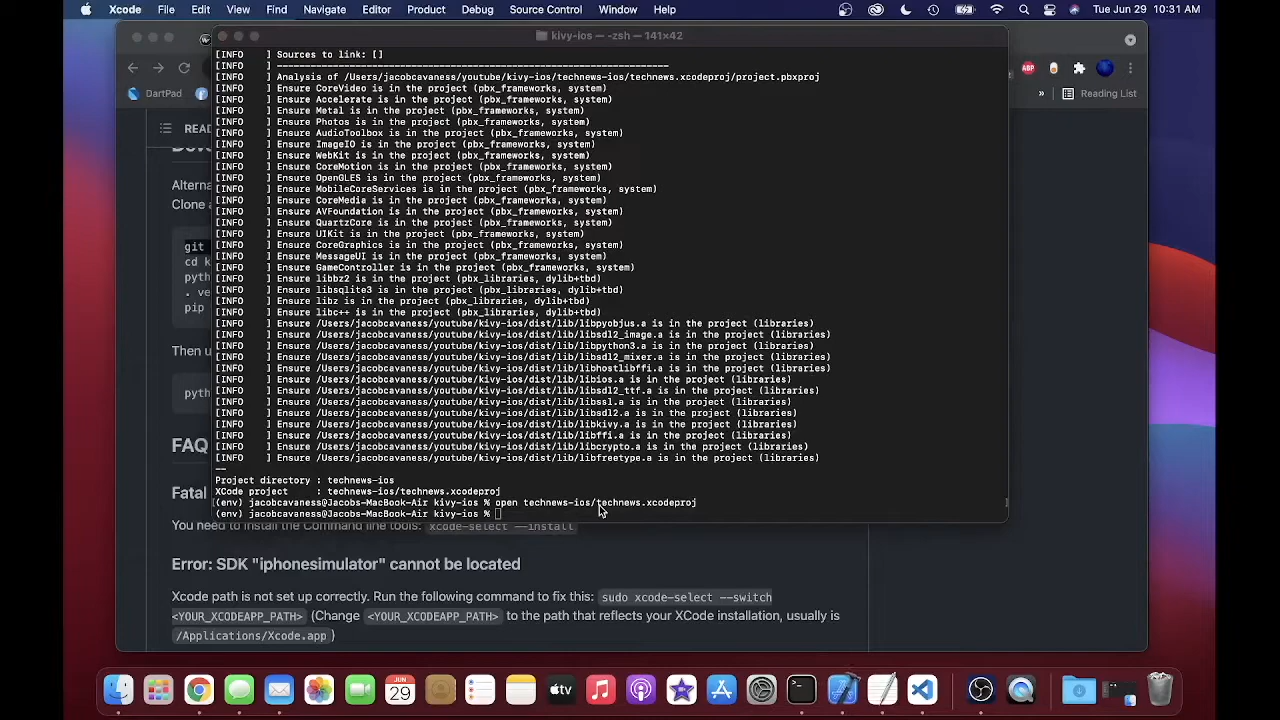 Xcode File Edit View Find Navigate Editor Product Debug Source Control Window Help Tue Jun 29 10:31 AM
kivy-ios — -zsh — 141×42
[INFO   ] Sources to link: []
[INFO   ] ----------------------------------------------------------------------
[INFO   ] Analysis of /Users/jacobcavaness/youtube/kivy-ios/technews-ios/technews.xcodeproj/project.pbxproj
[INFO   ] Ensure CoreVideo is in the project (pbx_frameworks, system)
[INFO   ] Ensure Accelerate is in the project (pbx_frameworks, system)
[INFO   ] Ensure Metal is in the project (pbx_frameworks, system)
[INFO   ] Ensure Photos is in the project (pbx_frameworks, system)
[INFO   ] Ensure AudioToolbox is in the project (pbx_frameworks, system)
[INFO   ] Ensure ImageIO is in the project (pbx_frameworks, system)
[INFO   ] Ensure WebKit is in the project (pbx_frameworks, system)
[INFO   ] Ensure CoreMotion is in the project (pbx_frameworks, system)
[INFO   ] Ensure OpenGLES is in the project (pbx_frameworks, system)
[INFO   ] Ensure MobileCoreServices is in the project (pbx_frameworks, system)
[INFO   ] Ensure CoreMedia is in the project (pbx_frameworks, system)
[INFO   ] Ensure AVFoundation is in the project (pbx_frameworks, system)
[INFO   ] Ensure QuartzCore is in the project (pbx_frameworks, system)
[INFO   ] Ensure UIKit is in the project (pbx_frameworks, system)
[INFO   ] Ensure CoreGraphics is in the project (pbx_frameworks, system)
[INFO   ] Ensure MessageUI is in the project (pbx_frameworks, system)
[INFO   ] Ensure GameController is in the project (pbx_frameworks, system)
[INFO   ] Ensure libbz2 is in the project (pbx_libraries, dylib+tbd)
[INFO   ] Ensure libsqlite3 is in the project (pbx_libraries, dylib+tbd)
[INFO   ] Ensure libz is in the project (pbx_libraries, dylib+tbd)
[INFO   ] Ensure libc++ is in the project (pbx_libraries, dylib+tbd)
[INFO   ] Ensure /Users/jacobcavaness/youtube/kivy-ios/dist/lib/libpyobjus.a is in the project (libraries)
[INFO   ] Ensure /Users/jacobcavaness/youtube/kivy-ios/dist/lib/libsdl2_image.a is in the project (libraries)
[INFO   ] Ensure /Users/jacobcavaness/youtube/kivy-ios/dist/lib/libpython3.a is in the project (libraries)
[INFO   ] Ensure /Users/jacobcavaness/youtube/kivy-ios/dist/lib/libsdl2_mixer.a is in the project (libraries)
[INFO   ] Ensure /Users/jacobcavaness/youtube/kivy-ios/dist/lib/libhostlibffi.a is in the project (libraries)
[INFO   ] Ensure /Users/jacobcavaness/youtube/kivy-ios/dist/lib/libios.a is in the project (libraries)
[INFO   ] Ensure /Users/jacobcavaness/youtube/kivy-ios/dist/lib/libsdl2_ttf.a is in the project (libraries)
[INFO   ] Ensure /Users/jacobcavaness/youtube/kivy-ios/dist/lib/libssl.a is in the project (libraries)
[INFO   ] Ensure /Users/jacobcavaness/youtube/kivy-ios/dist/lib/libsdl2.a is in the project (libraries)
[INFO   ] Ensure /Users/jacobcavaness/youtube/kivy-ios/dist/lib/libkivy.a is in the project (libraries)
[INFO   ] Ensure /Users/jacobcavaness/youtube/kivy-ios/dist/lib/libffi.a is in the project (libraries)
[INFO   ] Ensure /Users/jacobcavaness/youtube/kivy-ios/dist/lib/libcrypto.a is in the project (libraries)
[INFO   ] Ensure /Users/jacobcavaness/youtube/kivy-ios/dist/lib/libfreetype.a is in the project (libraries)
--
Project directory : technews-ios
XCode project     : technews-ios/technews.xcodeproj
(env) jacobcavaness@Jacobs-MacBook-Air kivy-ios % open technews-ios/technews.xcodeproj
(env) jacobcavaness@Jacobs-MacBook-Air kivy-ios %
DartPad
» Reading List
ABP
READ
Alterna
Clone a
git
cd k
pyth
. ve
pip
Then u
pyth
FAQ
Fatal
You need to install the Command line tools: xcode-select --install
Error: SDK "iphonesimulator" cannot be located
Xcode path is not set up correctly. Run the following command to fix this: sudo xcode-select --switch
<YOUR_XCODEAPP_PATH> (Change <YOUR_XCODEAPP_PATH> to the path that reflects your XCode installation, usually is
/Applications/Xcode.app)
JUN
29
tv